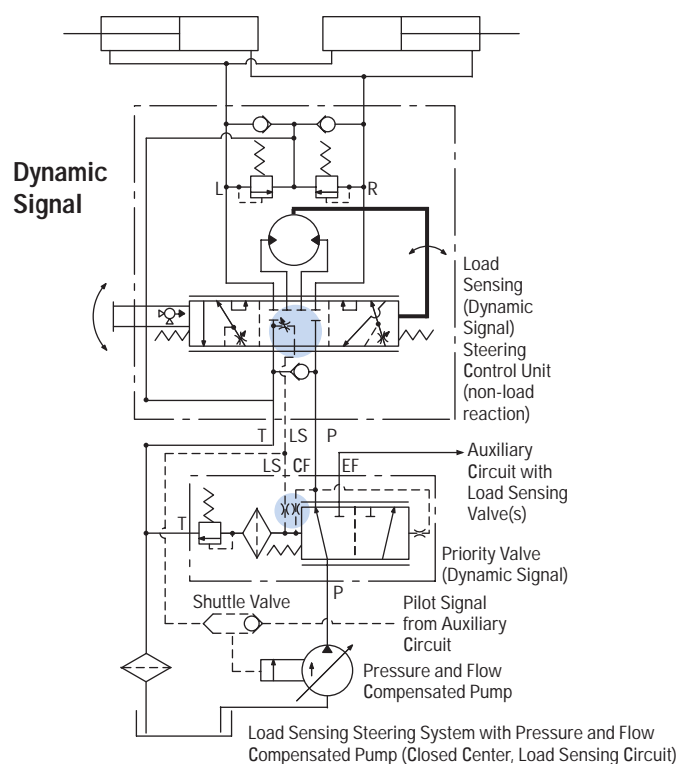 Dynamic
Signal
L
R
Load
Sensing
(Dynamic
Signal)
Steering
Control Unit
(non-load
reaction)
T LS P
LS CF EF
Auxiliary
Circuit with
Load Sensing
Valve(s)
T
Priority Valve
(Dynamic Signal)
P
Shuttle Valve
Pilot Signal
from Auxiliary
Circuit
Pressure and Flow
Compensated Pump
Load Sensing Steering System with Pressure and Flow
Compensated Pump (Closed Center, Load Sensing Circuit)